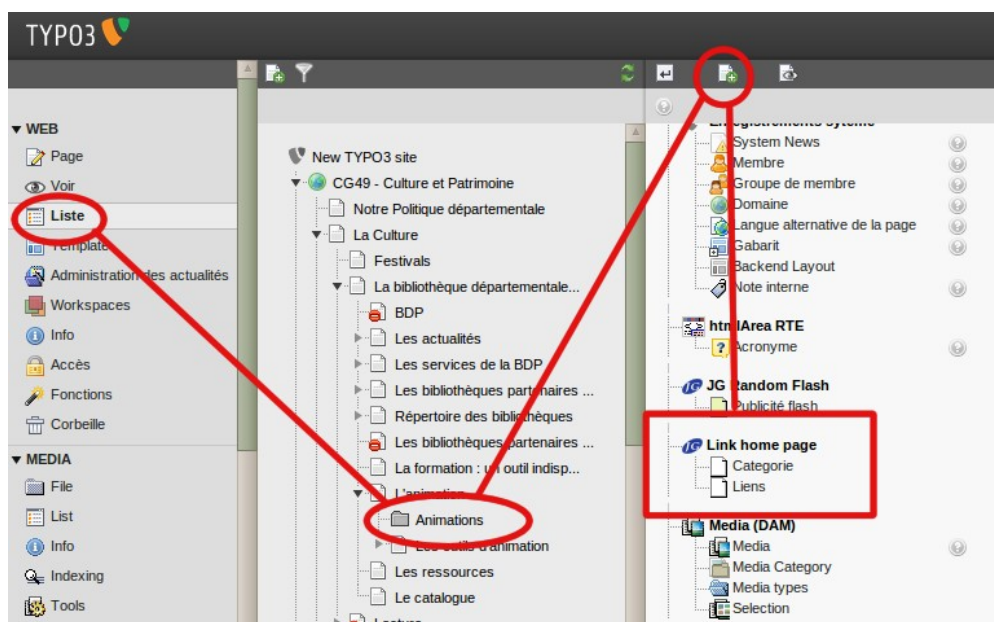 TYPO3
WEB
Page
Voir
Liste
Template
Administration des actualités
Workspaces
Info
Accès
Fonctions
Corbeille
MEDIA
File
List
Info
Indexing
Tools
New TYPO3 site
CG49 - Culture et Patrimoine
Notre Politique départementale
La Culture
Festivals
La bibliothèque départementale...
BDP
Les actualités
Les services de la BDP
Les bibliothèques partenaires ...
Répertoire des bibliothèques
Les bibliothèques partenaires ...
La formation : un outil indisp...
L'animation
Animations
Les outils d'animation
Les ressources
Le catalogue
Lecture
Enregistrements système
System News
Membre
Groupe de membre
Domaine
Langue alternative de la page
Gabarit
Backend Layout
Note interne
htmlArea RTE
Acronyme
JG Random Flash
Publicité flash
Link home page
Categorie
Liens
Media (DAM)
Media
Media Category
Media types
Selection